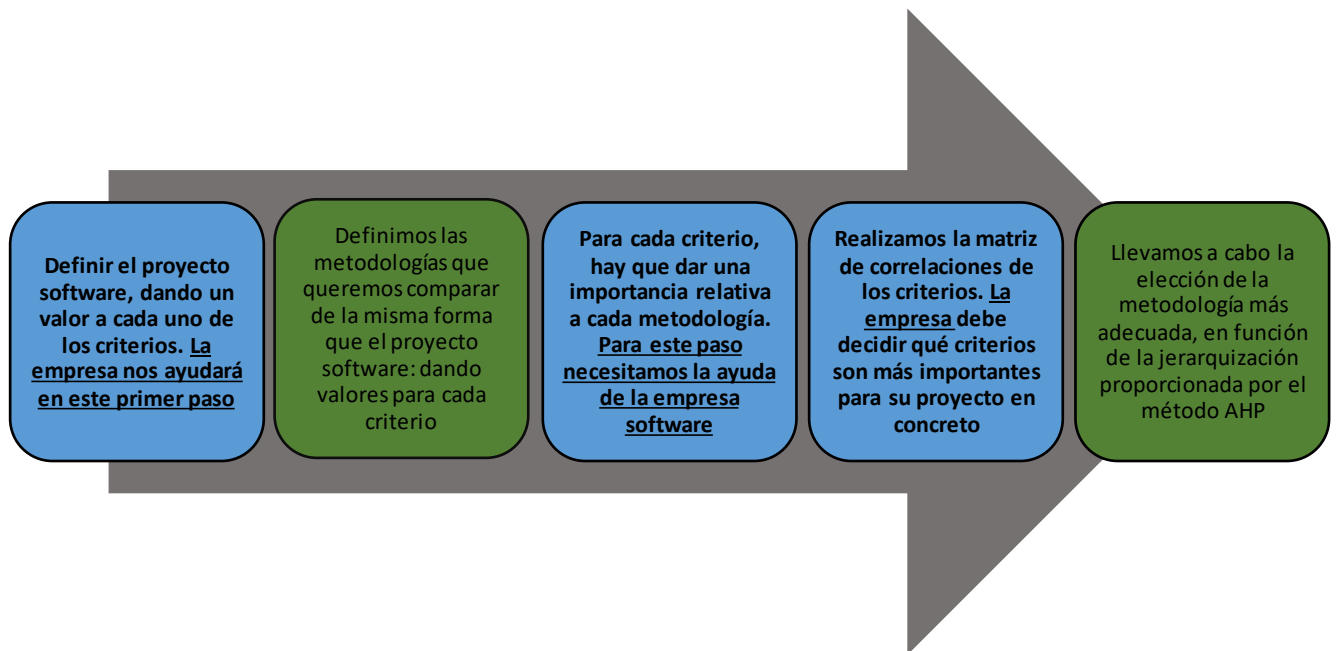 Definir el proyecto
software, dando un
valor a cada uno de
los criterios. La
empresa nos ayudará
en este primer paso
Definimos las
metodologías que
queremos comparar
de la misma forma
que el proyecto
software: dando
valores para cada
criterio
Para cada criterio,
hay que dar una
importancia relativa
a cada metodología.
Para este paso
necesitamos la ayuda
de la empresa
software
Realizamos la matriz
de correlaciones de
los criterios. La
empresa debe
decidir qué criterios
son más importantes
para su proyecto en
concreto
Llevamos a cabo la
elección de la
metodología más
adecuada, en función
de la jerarquización
proporcionada por el
método AHP